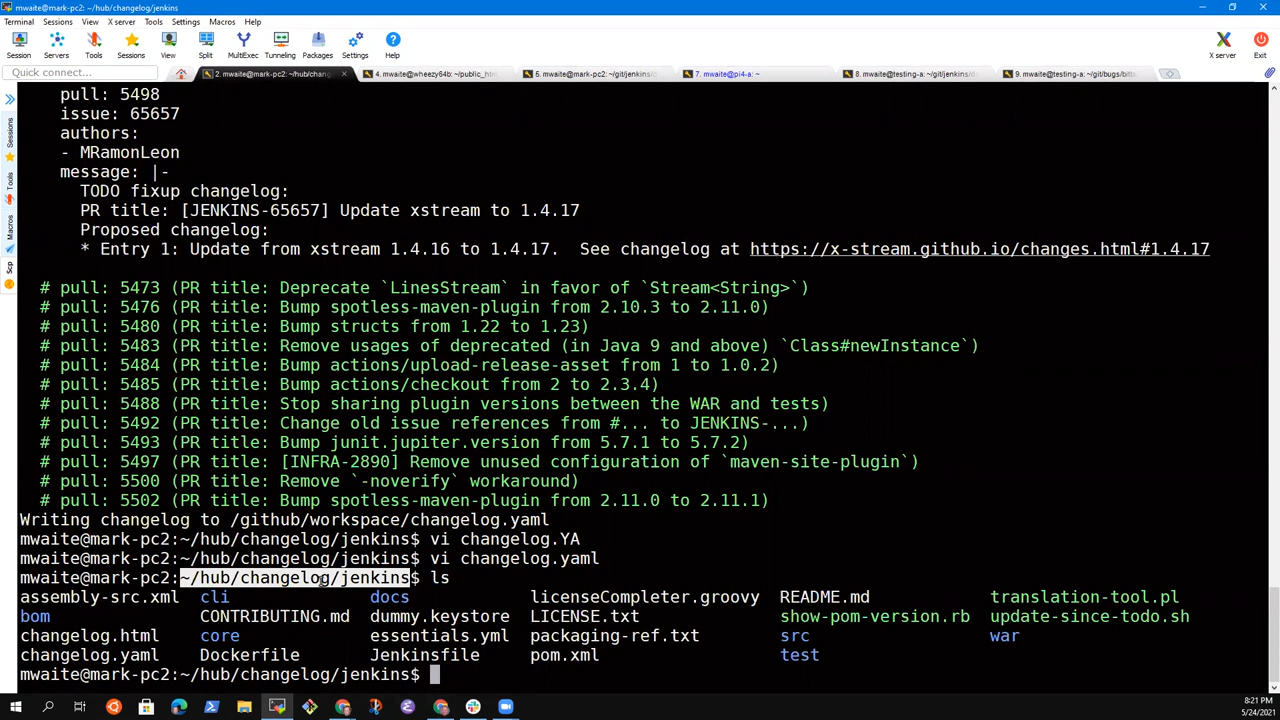 2. mwaite@mark-pc2: ~/hub/changelog/jenkins
Terminal Sessions View X server Tools Settings Macros Help
Session Servers Tools Sessions View Split MultiExec Tunneling Packages Settings Help X server Exit
Quick connect... 2. mwaite@mark-pc2: ~/hub/chang 4. mwaite@wheezy64b: ~/public_ht 5. mwaite@mark-pc2: ~/git/jenkins/ 7. mwaite@pi4-a: ~ 8. mwaite@testing-a: ~/git/jenkins/d 9. mwaite@testing-a: ~/git/bugs/bitb
Sessions
Tools
Macros
Scp
pull: 5498
issue: 65657
authors:
- MRamonLeon
message: |-
TODO fixup changelog:
PR title: [JENKINS-65657] Update xstream to 1.4.17
Proposed changelog:
* Entry 1: Update from xstream 1.4.16 to 1.4.17.  See changelog at https://x-stream.github.io/changes.html#1.4.17
# pull: 5473 (PR title: Deprecate `LinesStream` in favor of `Stream<String>`)
# pull: 5476 (PR title: Bump spotless-maven-plugin from 2.10.3 to 2.11.0)
# pull: 5480 (PR title: Bump structs from 1.22 to 1.23)
# pull: 5483 (PR title: Remove usages of deprecated (in Java 9 and above) `Class#newInstance`)
# pull: 5484 (PR title: Bump actions/upload-release-asset from 1 to 1.0.2)
# pull: 5485 (PR title: Bump actions/checkout from 2 to 2.3.4)
# pull: 5488 (PR title: Stop sharing plugin versions between the WAR and tests)
# pull: 5492 (PR title: Change old issue references from #... to JENKINS-...)
# pull: 5493 (PR title: Bump junit.jupiter.version from 5.7.1 to 5.7.2)
# pull: 5497 (PR title: [INFRA-2890] Remove unused configuration of `maven-site-plugin`)
# pull: 5500 (PR title: Remove `-noverify` workaround)
# pull: 5502 (PR title: Bump spotless-maven-plugin from 2.11.0 to 2.11.1)
Writing changelog to /github/workspace/changelog.yaml
mwaite@mark-pc2:~/hub/changelog/jenkins$ vi changelog.YA
mwaite@mark-pc2:~/hub/changelog/jenkins$ vi changelog.yaml
mwaite@mark-pc2:~/hub/changelog/jenkins$ ls
assembly-src.xml cli docs licenseCompleter.groovy README.md translation-tool.pl
bom CONTRIBUTING.md dummy.keystore LICENSE.txt show-pom-version.rb update-since-todo.sh
changelog.html core essentials.yml packaging-ref.txt src war
changelog.yaml Dockerfile Jenkinsfile pom.xml test
mwaite@mark-pc2:~/hub/changelog/jenkins$
8:21 PM
5/24/2021